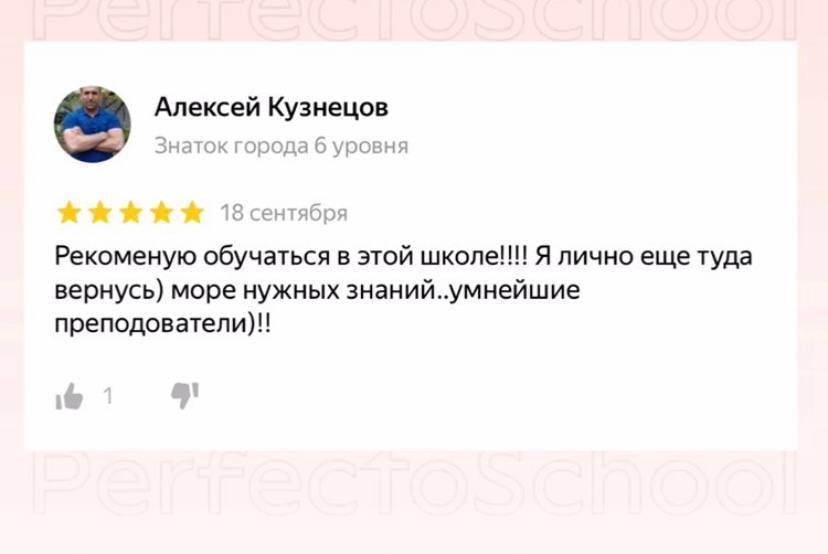 PerfectoSchool
Алексей Кузнецов
Знаток города 6 уровня
18 сентября
Рекоменую обучаться в этой школе!!!! Я лично еще туда
вернусь) море нужных знаний..умнейшие
преподователи)!!
1
PerfectoSchool